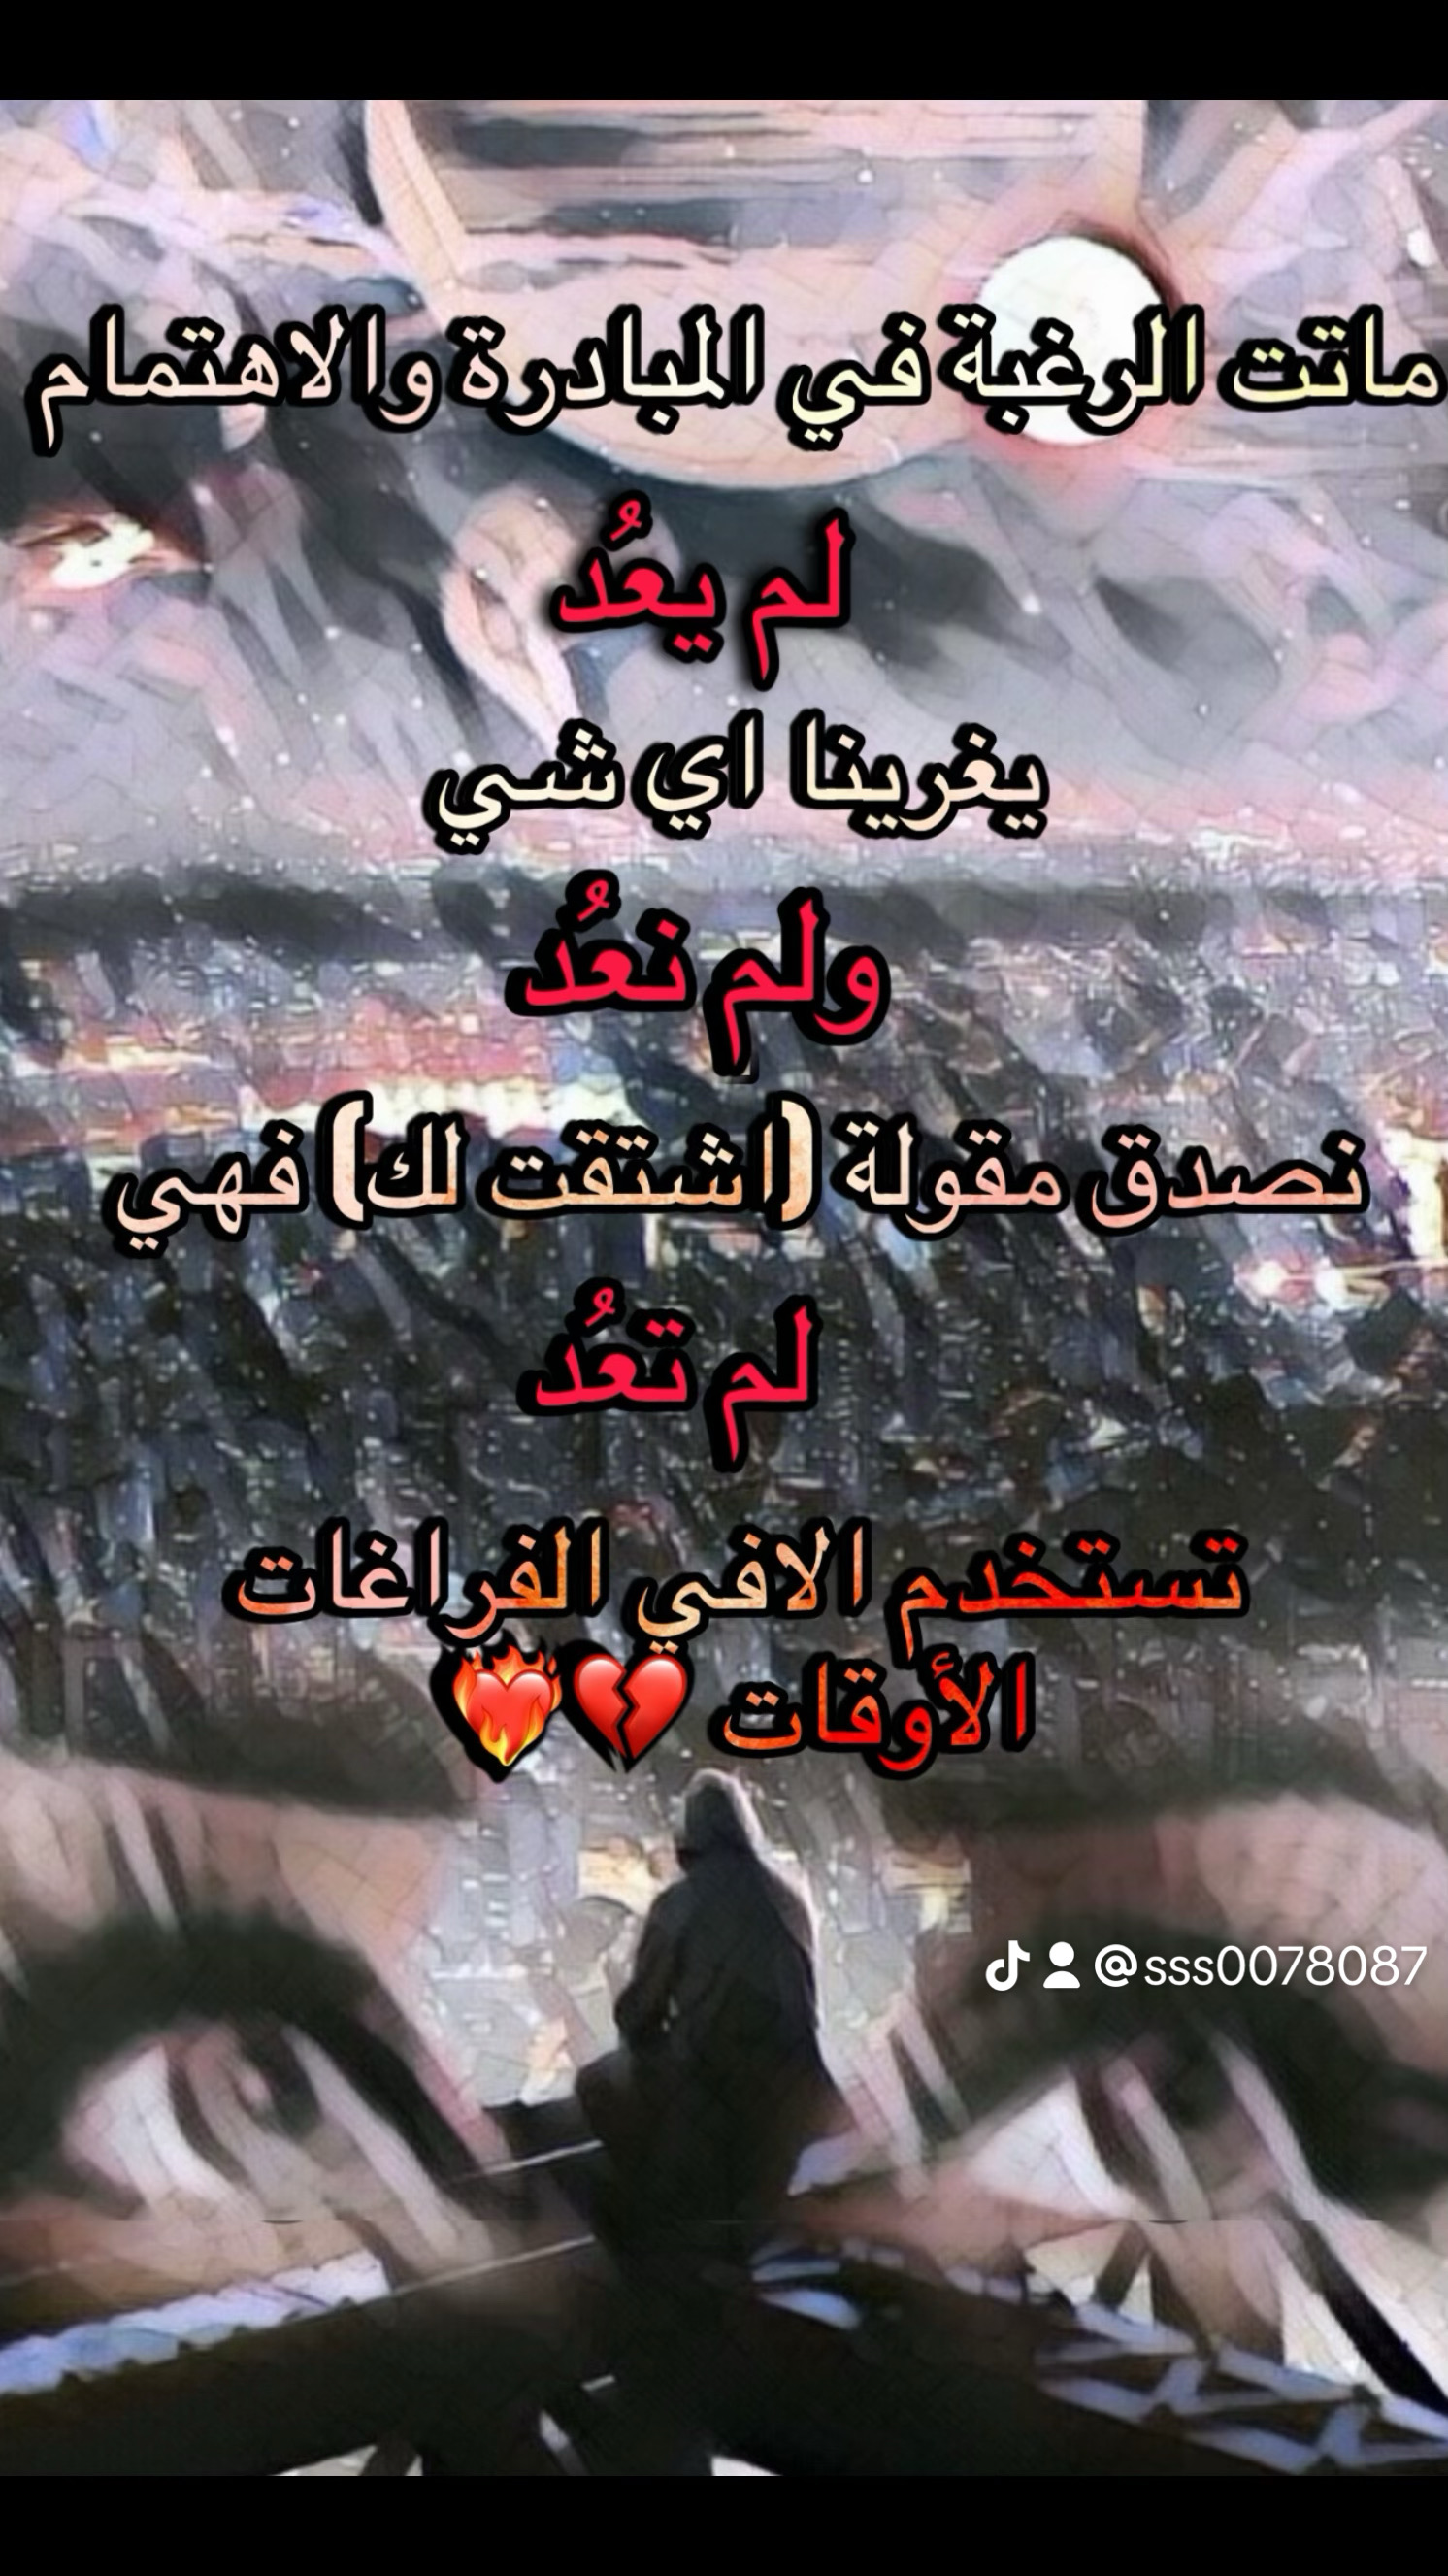 ماتت الرغبة في المبادرة والاهتمام
لم يعُد
يغرينا اي شي
ولم نعُد
نصدق مقولة (اشتقت لك) فهي
لم تعُد
تستخدم الافي الفراغات
الأوقات 💔❤️‍🔥
@sss0078087